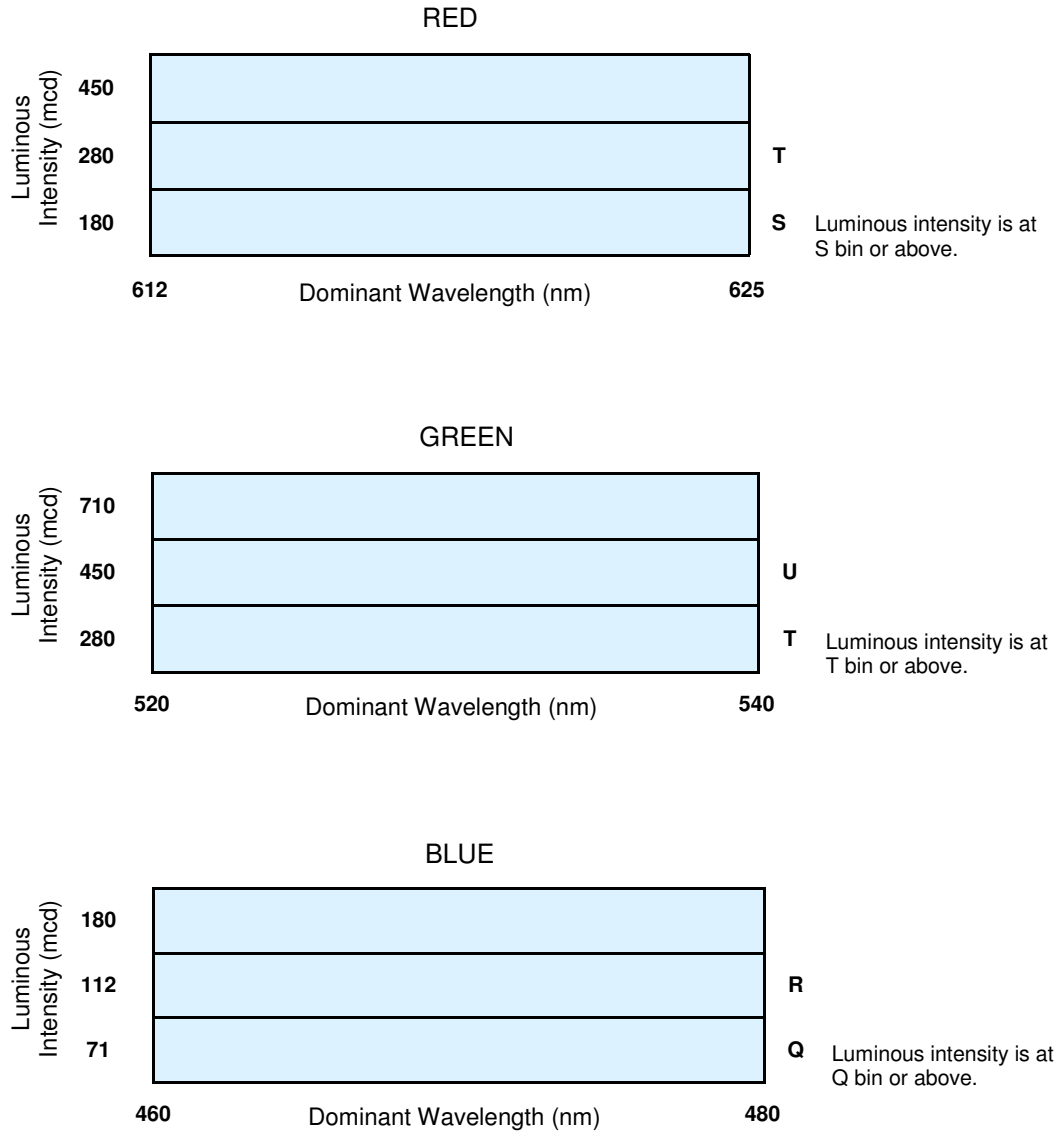 RED
Luminous
Intensity (mcd)
450
280
T
180
S
Luminous intensity is at
S bin or above.
612
Dominant Wavelength (nm)
625
GREEN
Luminous
Intensity (mcd)
710
450
U
280
T
Luminous intensity is at
T bin or above.
520
Dominant Wavelength (nm)
540
BLUE
Luminous
Intensity (mcd)
180
112
R
71
Q
Luminous intensity is at
Q bin or above.
460
Dominant Wavelength (nm)
480